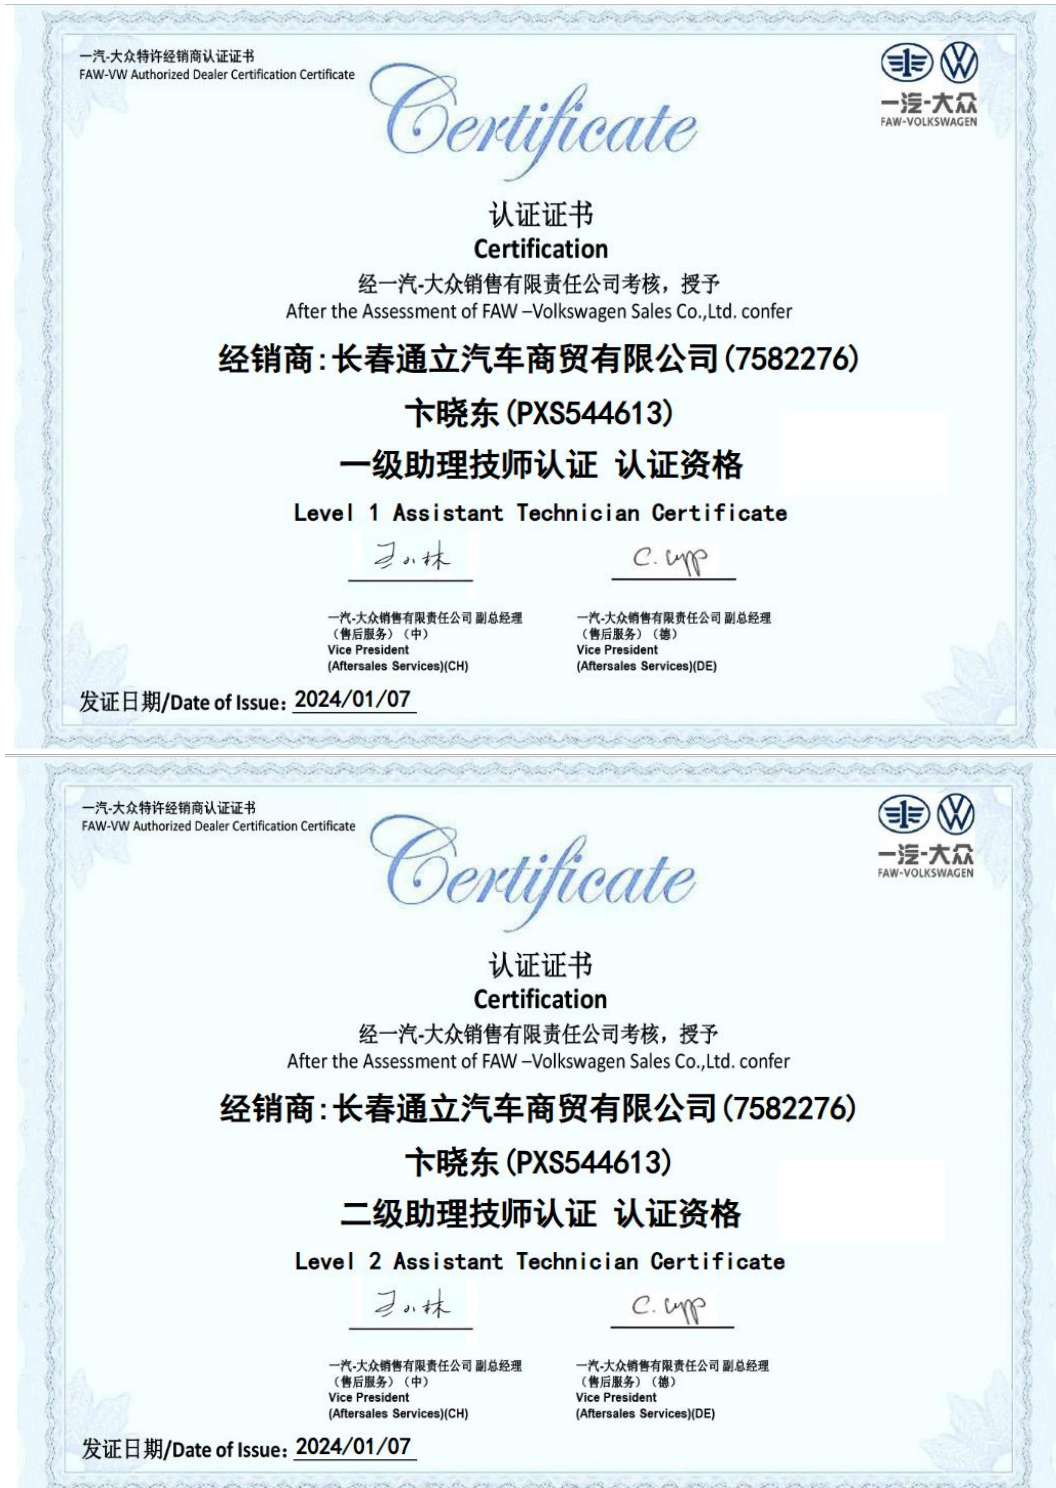 一汽-大众特许经销商认证证书
FAW-VW Authorized Dealer Certification Certificate
Certificate
一汽-大众
FAW-VOLKSWAGEN
认证证书
Certification
经一汽-大众销售有限责任公司考核，授予
After the Assessment of FAW –Volkswagen Sales Co.,Ltd. confer
经销商:长春通立汽车商贸有限公司(7582276)
卞晓东(PXS544613)
一级助理技师认证 认证资格
Level 1 Assistant Technician Certificate
一汽-大众销售有限责任公司 副总经理
（售后服务）（中）
Vice President
(Aftersales Services)(CH)
一汽-大众销售有限责任公司 副总经理
（售后服务）（德）
Vice President
(Aftersales Services)(DE)
发证日期/Date of Issue: 2024/01/07
一汽-大众特许经销商认证证书
FAW-VW Authorized Dealer Certification Certificate
Certificate
一汽-大众
FAW-VOLKSWAGEN
认证证书
Certification
经一汽-大众销售有限责任公司考核，授予
After the Assessment of FAW –Volkswagen Sales Co.,Ltd. confer
经销商:长春通立汽车商贸有限公司(7582276)
卞晓东(PXS544613)
二级助理技师认证 认证资格
Level 2 Assistant Technician Certificate
一汽-大众销售有限责任公司 副总经理
（售后服务）（中）
Vice President
(Aftersales Services)(CH)
一汽-大众销售有限责任公司 副总经理
（售后服务）（德）
Vice President
(Aftersales Services)(DE)
发证日期/Date of Issue: 2024/01/07